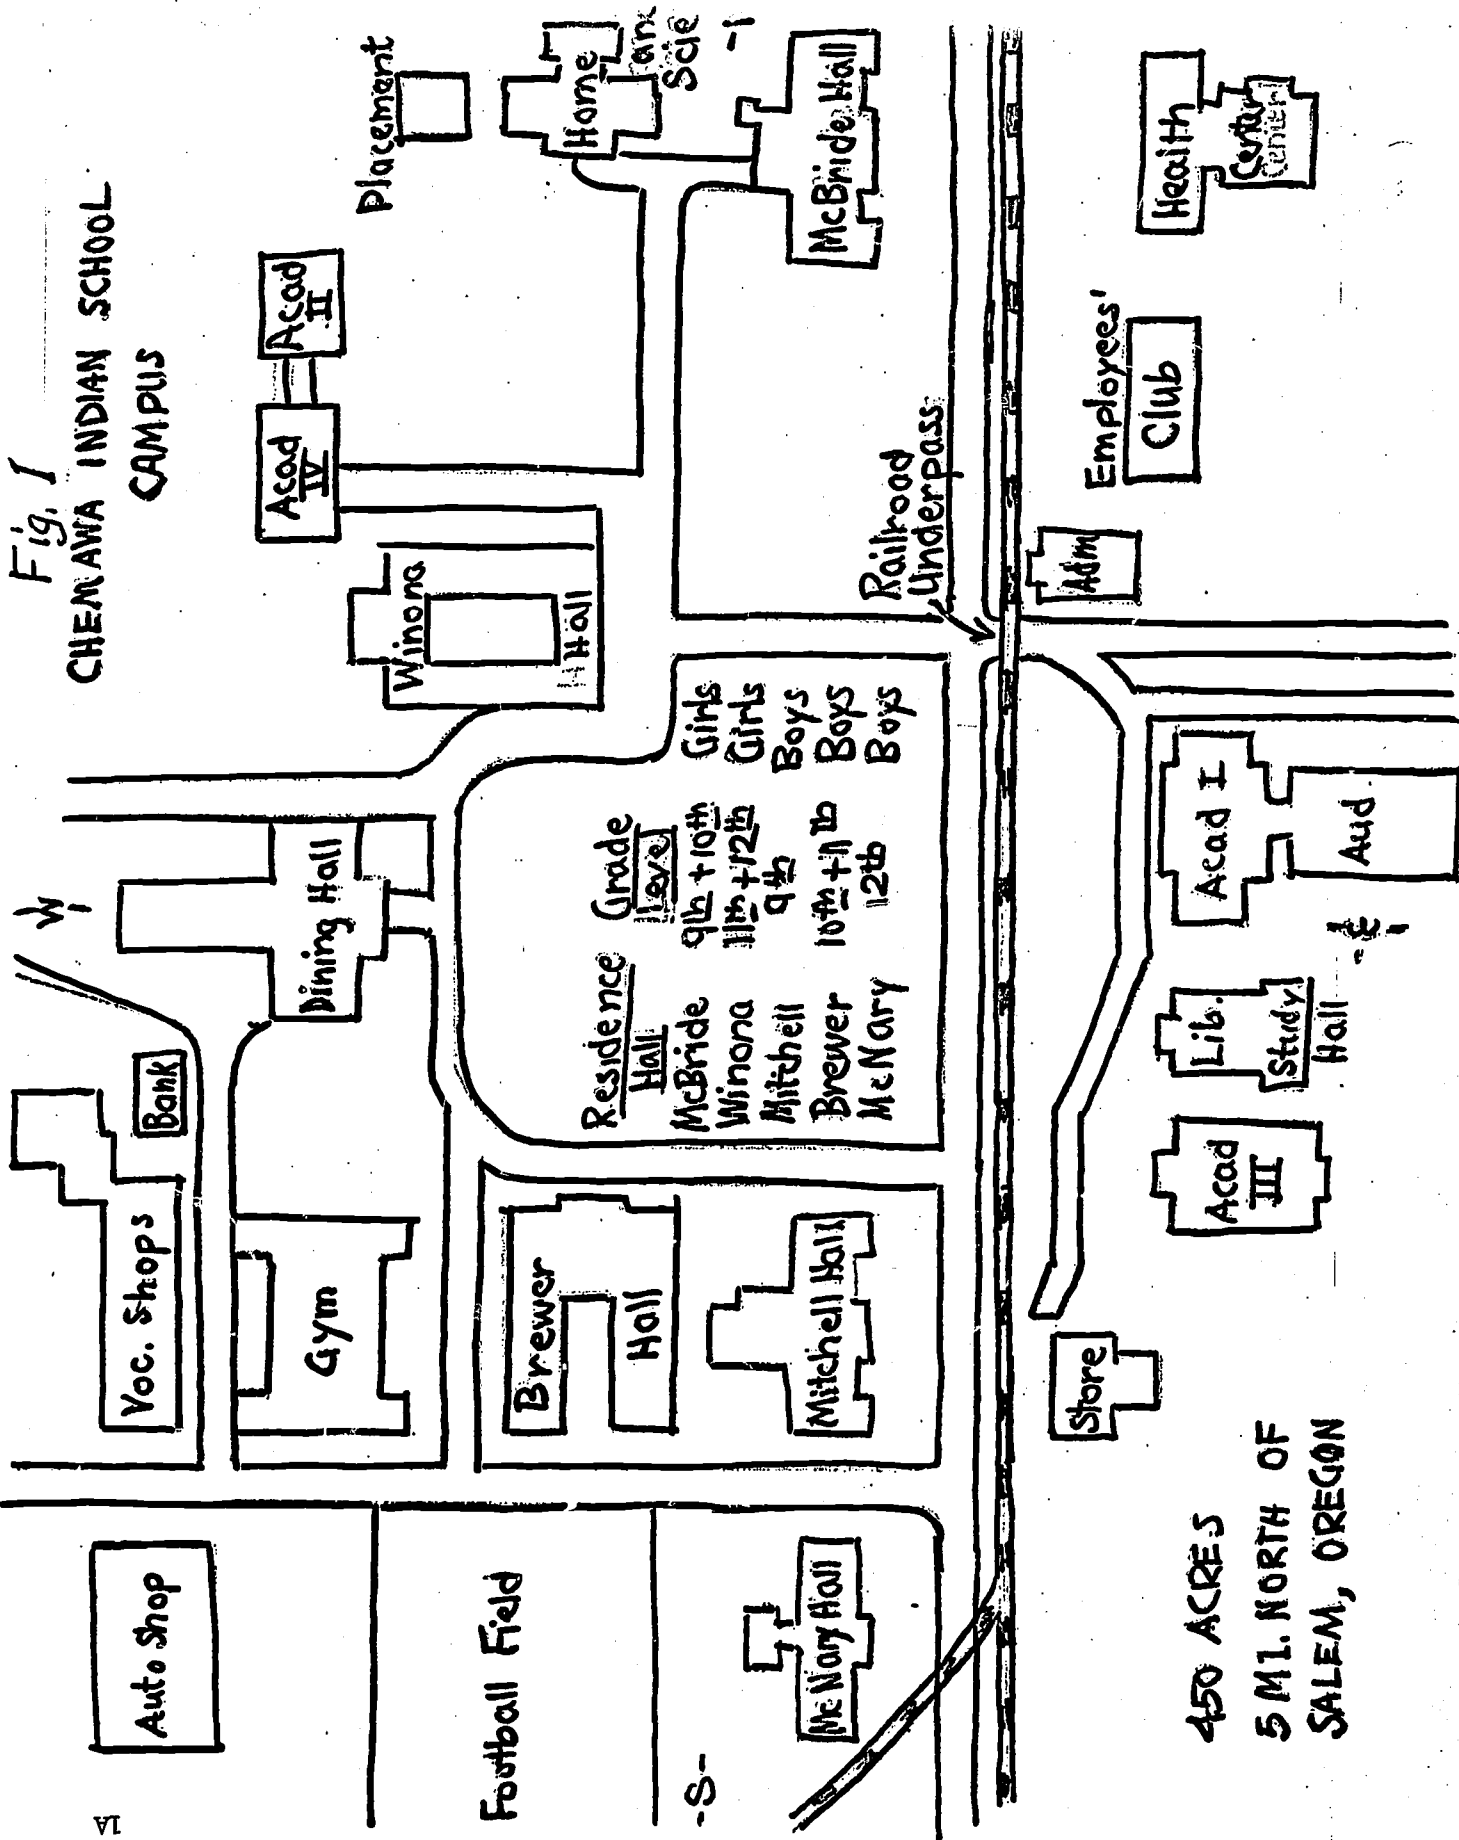 Fig. I
CHEMAWA INDIAN SCHOOL
CAMPUS
-W-
Voc. Shops
Bank
Auto Shop
Gym
Dining Hall
Winona
Hall
Acad
IV
Acad
II
Placement
Home
Scie
Football Field
Brewer
Hall
Mitchell Hall
McNary Hall
-S-
Residence
Hall
Grade
Level
McBride 9th + 10th Girls
Winona 11th + 12th Girls
Mitchell 9th Boys
Brewer 10th + 11th Boys
McNary 12th Boys
McBride Hall
Railroad
Underpass
Store
Acad
III
Lib.
Study
Hall
Acad I
Aud
Adm
Employees'
Club
Health
Center
Center
-E-
450 ACRES
5 MI. NORTH OF
SALEM, OREGON
1A